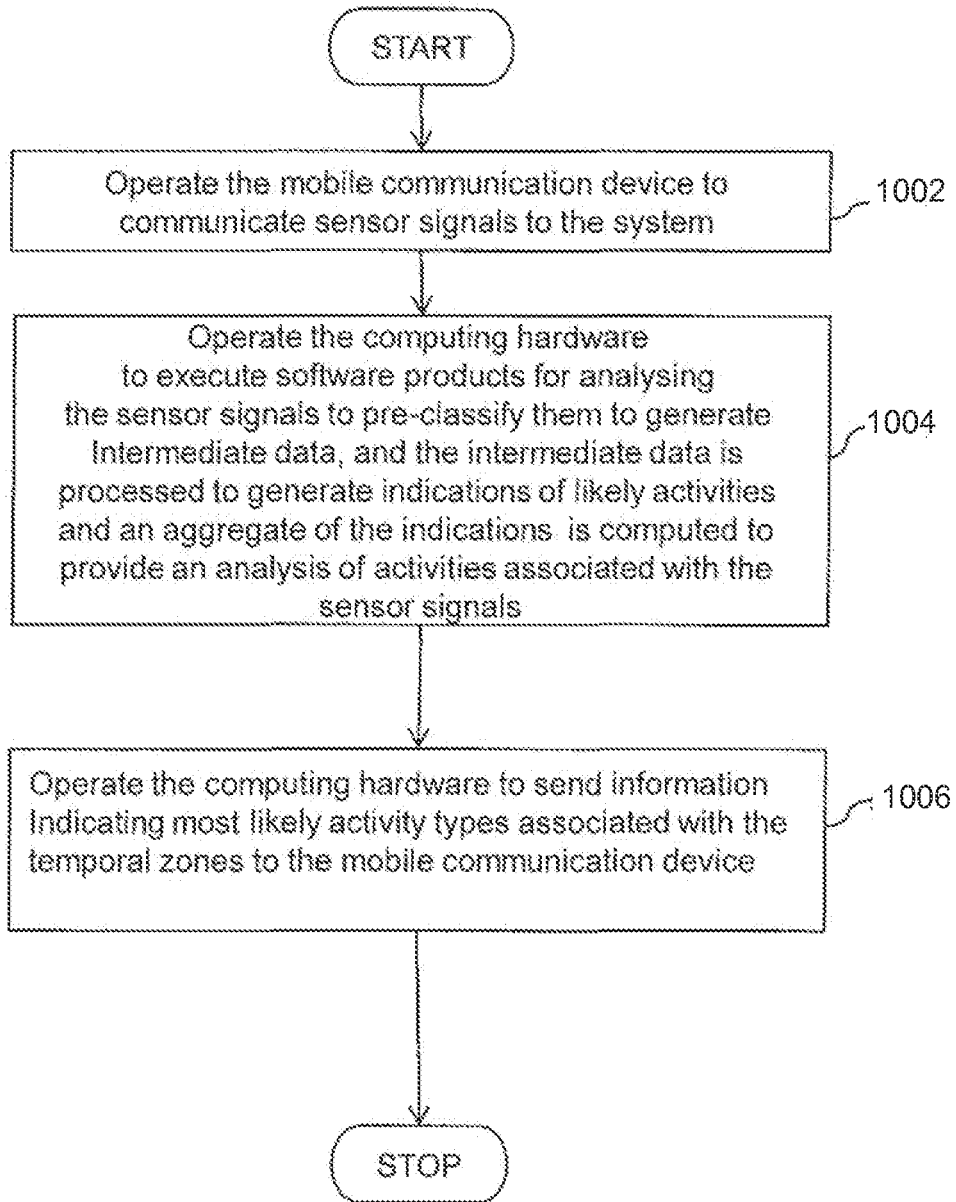 START
Operate the mobile communication device to
communicate sensor signals to the system
1002
Operate the computing hardware
to execute software products for analysing
the sensor signals to pre-classify them to generate
Intermediate data, and the intermediate data is
processed to generate indications of likely activities
and an aggregate of the indications is computed to
provide an analysis of activities associated with the
sensor signals
1004
Operate the computing hardware to send information
Indicating most likely activity types associated with the
temporal zones to the mobile communication device
1006
STOP